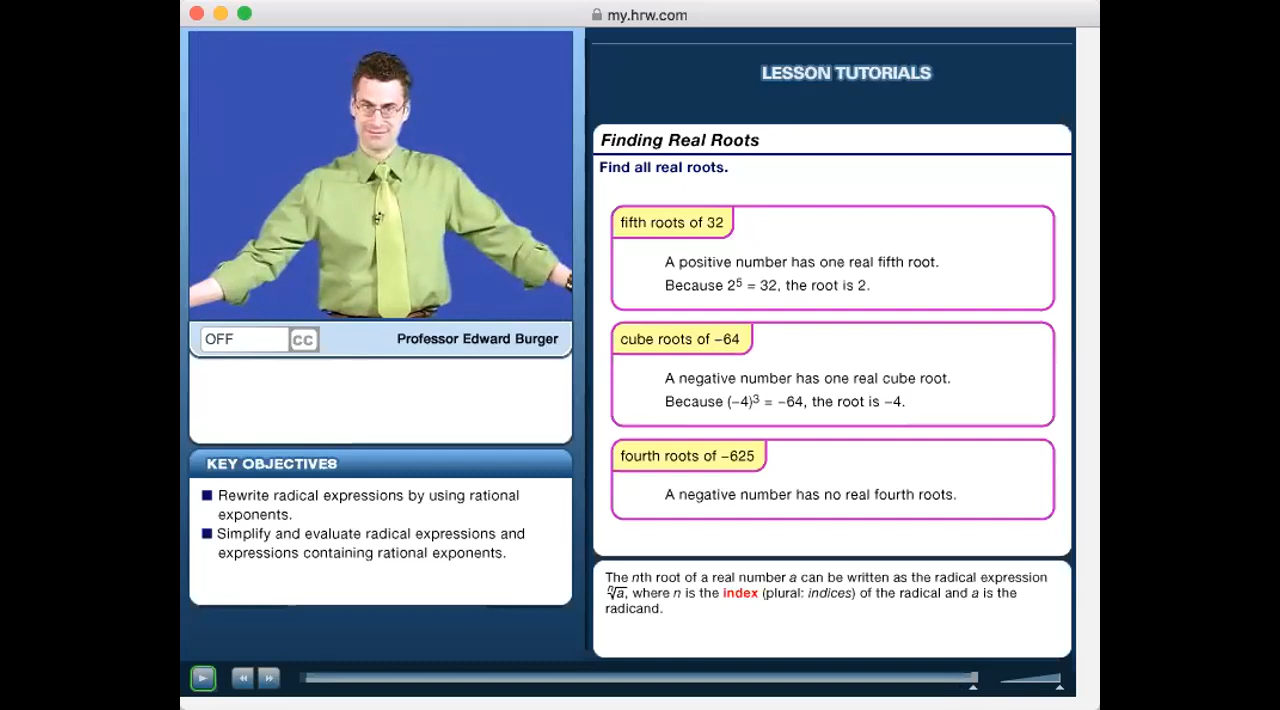 my.hrw.com
LESSON TUTORIALS
OFF
CC
Professor Edward Burger
KEY OBJECTIVES
Rewrite radical expressions by using rational
exponents.
Simplify and evaluate radical expressions and
expressions containing rational exponents.
Finding Real Roots
Find all real roots.
fifth roots of 32
A positive number has one real fifth root.
Because 2⁵ = 32, the root is 2.
cube roots of −64
A negative number has one real cube root.
Because (−4)³ = −64, the root is −4.
fourth roots of −625
A negative number has no real fourth roots.
The nth root of a real number a can be written as the radical expression
ⁿ√a, where n is the index (plural: indices) of the radical and a is the
radicand.